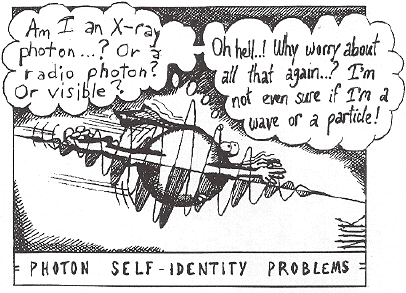 Am I an X-ray
photon...? Or a
radio photon?
Or visible?
Oh hell..! Why worry about
all that again...? I'm
not even sure if I'm a
wave or a particle!
PHOTON SELF-IDENTITY PROBLEMS